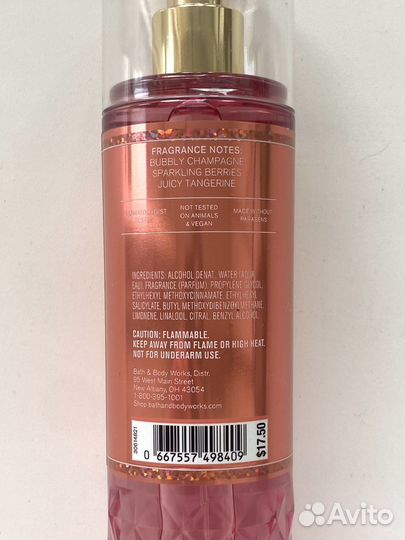 FRAGRANCE NOTES:
BUBBLY CHAMPAGNE
SPARKLING BERRIES
JUICY TANGERINE
NOT TESTED
ON ANIMALS
& VEGAN
MADE WITHOUT
PARABENS
INGREDIENTS: ALCOHOL DENAT., WATER (AQUA,
EAU), FRAGRANCE (PARFUM), PROPYLENE GLYCOL,
ETHYLHEXYL METHOXYCINNAMATE, ETHYLHEXYL
SALICYLATE, BUTYL METHOXYDIBENZOYLMETHANE,
LIMONENE, LINALOOL, CITRAL, BENZYL ALCOHOL.
CAUTION: FLAMMABLE.
KEEP AWAY FROM FLAME OR HIGH HEAT.
NOT FOR UNDERARM USE.
Bath & Body Works, Distr.
95 West Main Street
New Albany, OH 43054
1-800-395-1001
Shop bathandbodyworks.com
0 667557 498409
$17.50
Avito